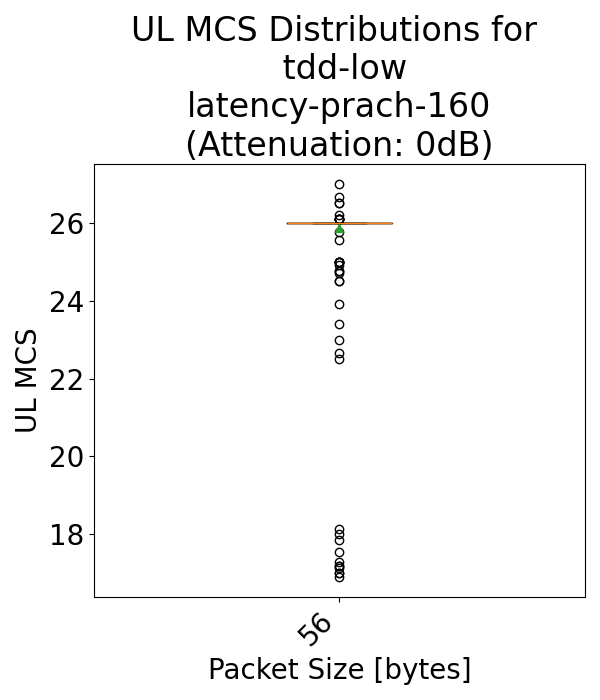 UL MCS Distributions for
tdd-low
latency-prach-160
(Attenuation: 0dB)
26
24
22
20
18
UL MCS
56
Packet Size [bytes]